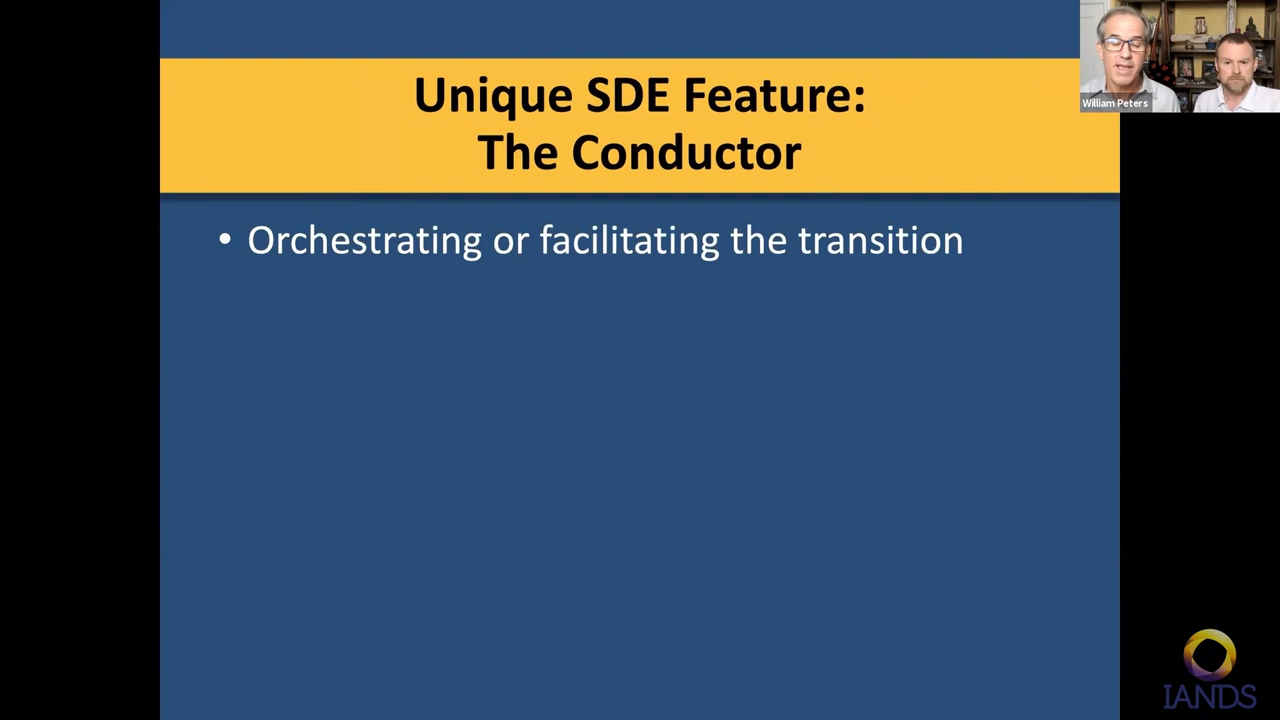 Unique SDE Feature:
The Conductor
William Peters
• Orchestrating or facilitating the transition
IANDS